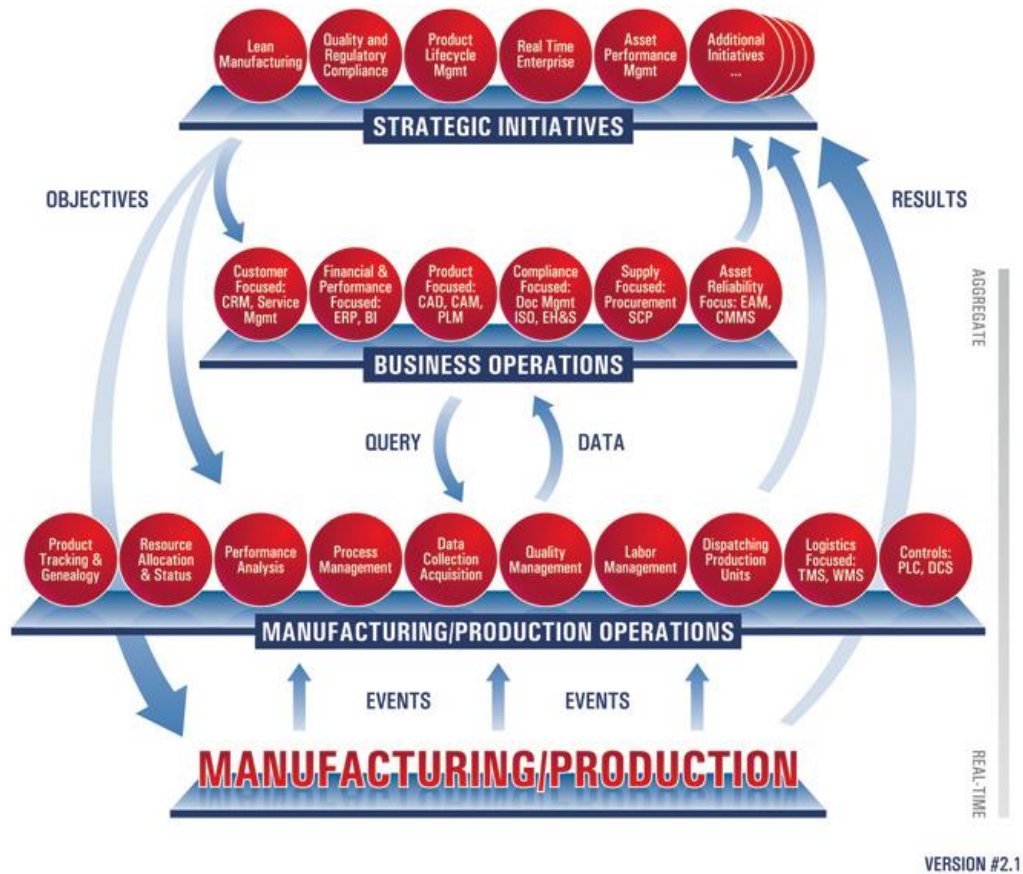 Lean
Manufacturing
Quality and
Regulatory
Compliance
Product
Lifecycle
Mgmt
Real Time
Enterprise
Asset
Performance
Mgmt
Additional
Initiatives
...
STRATEGIC INITIATIVES
OBJECTIVES
RESULTS
Customer
Focused:
CRM, Service
Mgmt
Financial &
Performance
Focused:
ERP, BI
Product
Focused:
CAD, CAM,
PLM
Compliance
Focused:
Doc Mgmt
ISO, EH&S
Supply
Focused:
Procurement
SCP
Asset
Reliability
Focus: EAM,
CMMS
AGGREGATE
BUSINESS OPERATIONS
QUERY
DATA
Product
Tracking &
Genealogy
Resource
Allocation
& Status
Performance
Analysis
Process
Management
Data
Collection
Acquisition
Quality
Management
Labor
Management
Dispatching
Production
Units
Logistics
Focused:
TMS, WMS
Controls:
PLC, DCS
MANUFACTURING/PRODUCTION OPERATIONS
EVENTS
EVENTS
MANUFACTURING/PRODUCTION
REAL-TIME
VERSION #2.1